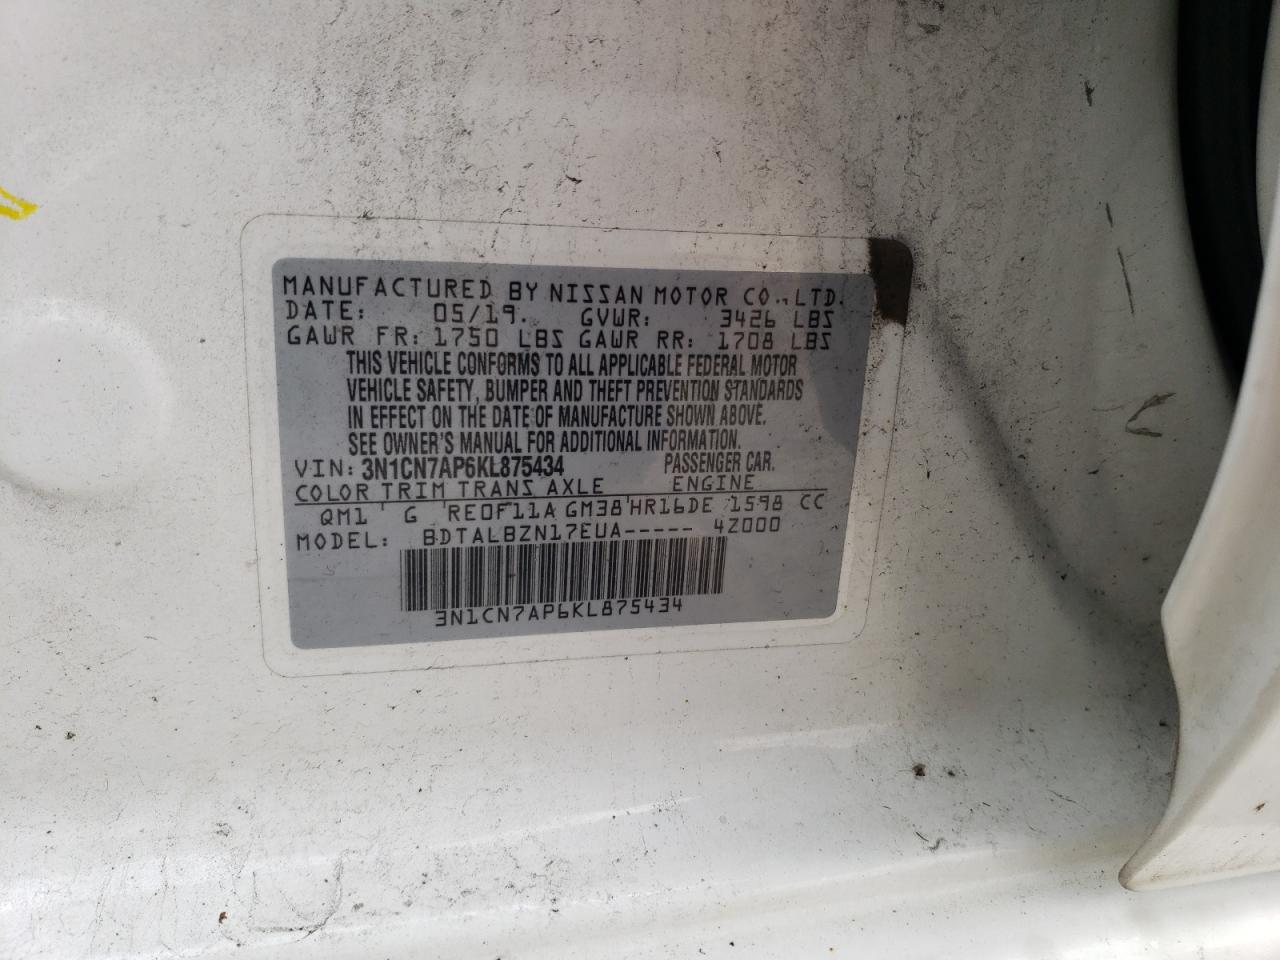 MANUFACTURED BY NISSAN MOTOR CO., LTD.
DATE: 05/19. GVWR: 3426 LBS
GAWR FR: 1750 LBS GAWR RR: 1708 LBS
THIS VEHICLE CONFORMS TO ALL APPLICABLE FEDERAL MOTOR
VEHICLE SAFETY, BUMPER AND THEFT PREVENTION STANDARDS
IN EFFECT ON THE DATE OF MANUFACTURE SHOWN ABOVE.
SEE OWNER'S MANUAL FOR ADDITIONAL INFORMATION.
VIN: 3N1CN7AP6KL875434 PASSENGER CAR.
COLOR TRIM TRANS AXLE ENGINE
QM1 G RE0F11A GM38 HR16DE 1598 CC
MODEL: BDTALBZN17EUA----- 4Z000
3N1CN7AP6KL875434